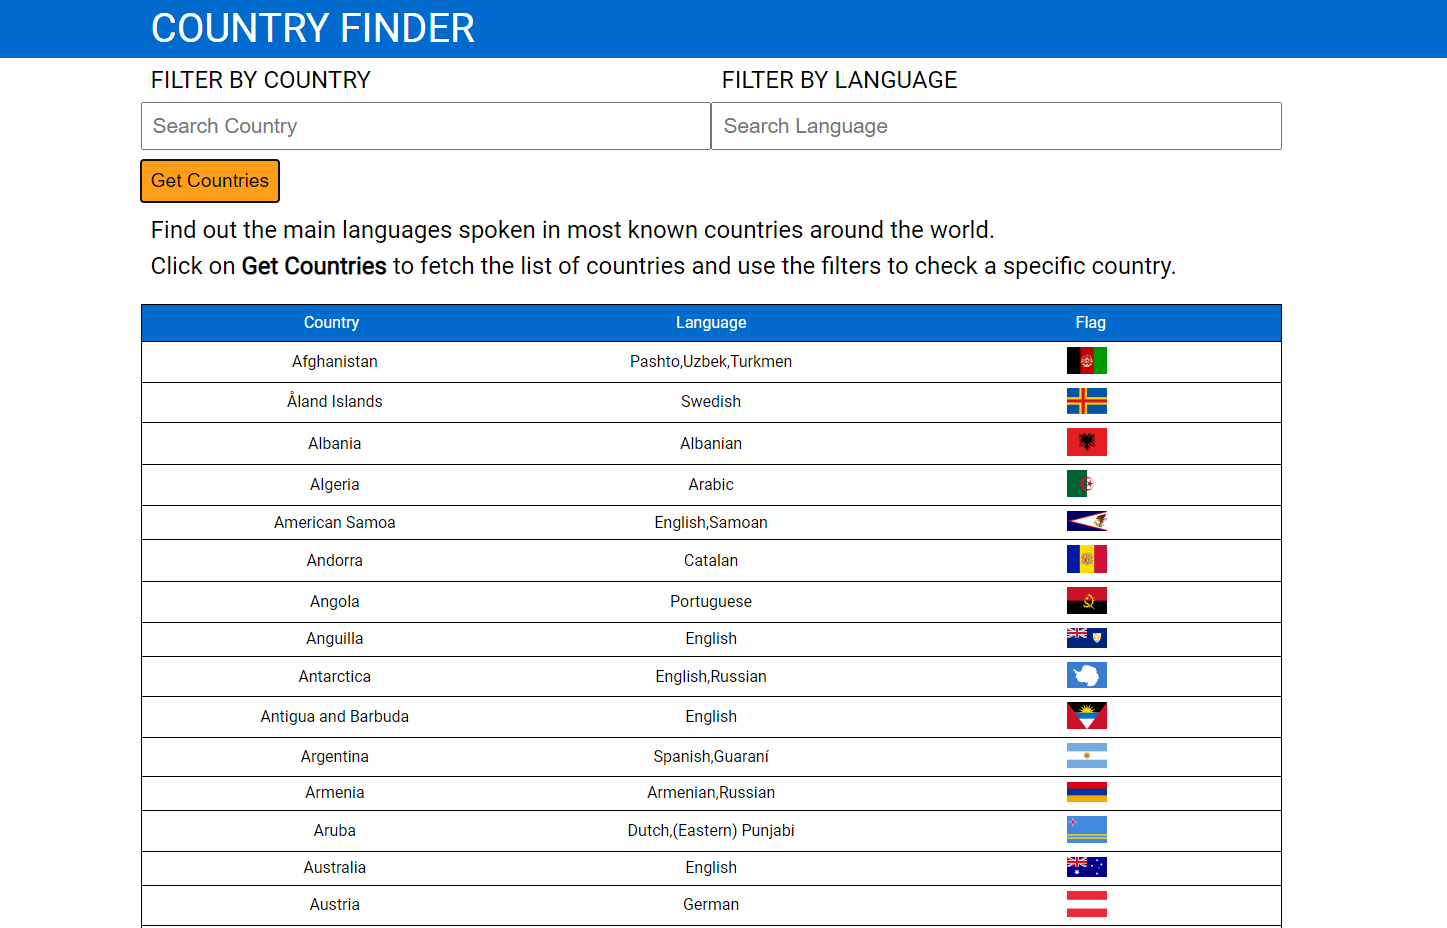 COUNTRY FINDER
FILTER BY COUNTRY FILTER BY LANGUAGE
Search Country Search Language
Get Countries
Find out the main languages spoken in most known countries around the world.
Click on Get Countries to fetch the list of countries and use the filters to check a specific country.
Country Language Flag
Afghanistan Pashto,Uzbek,Turkmen
Åland Islands Swedish
Albania Albanian
Algeria Arabic
American Samoa English,Samoan
Andorra Catalan
Angola Portuguese
Anguilla English
Antarctica English,Russian
Antigua and Barbuda English
Argentina Spanish,Guaraní
Armenia Armenian,Russian
Aruba Dutch,(Eastern) Punjabi
Australia English
Austria German